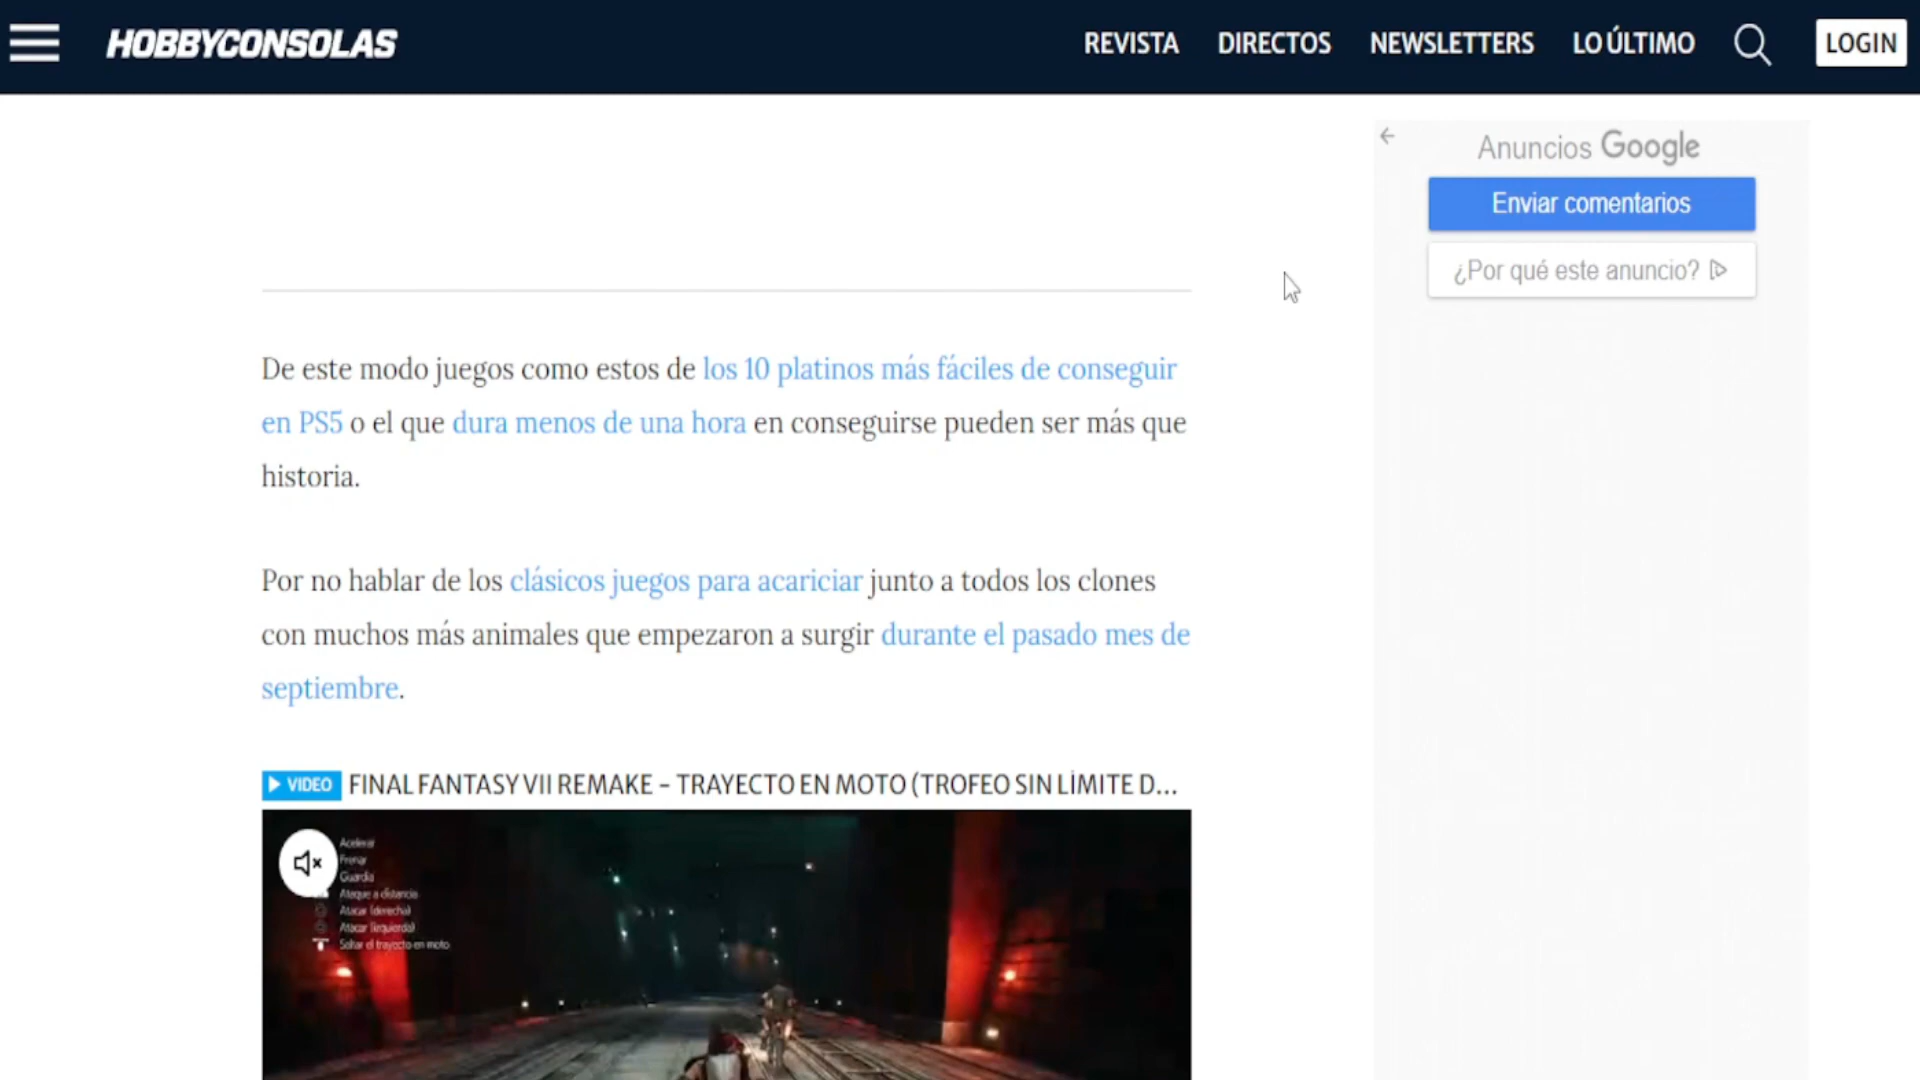 HOBBYCONSOLAS
REVISTA DIRECTOS NEWSLETTERS LO ÚLTIMO LOGIN
Anuncios Google
Enviar comentarios
¿Por qué este anuncio?
De este modo juegos como estos de los 10 platinos más fáciles de conseguir
en PS5 o el que dura menos de una hora en conseguirse pueden ser más que
historia.
Por no hablar de los clásicos juegos para acariciar junto a todos los clones
con muchos más animales que empezaron a surgir durante el pasado mes de
septiembre.
VIDEO FINAL FANTASY VII REMAKE - TRAYECTO EN MOTO (TROFEO SIN LÍMITE D...
Acelerar
Frenar
Guardia
Ataque a distancia
Atacar (derecha)
Atacar (izquierda)
Saltar el trayecto en moto